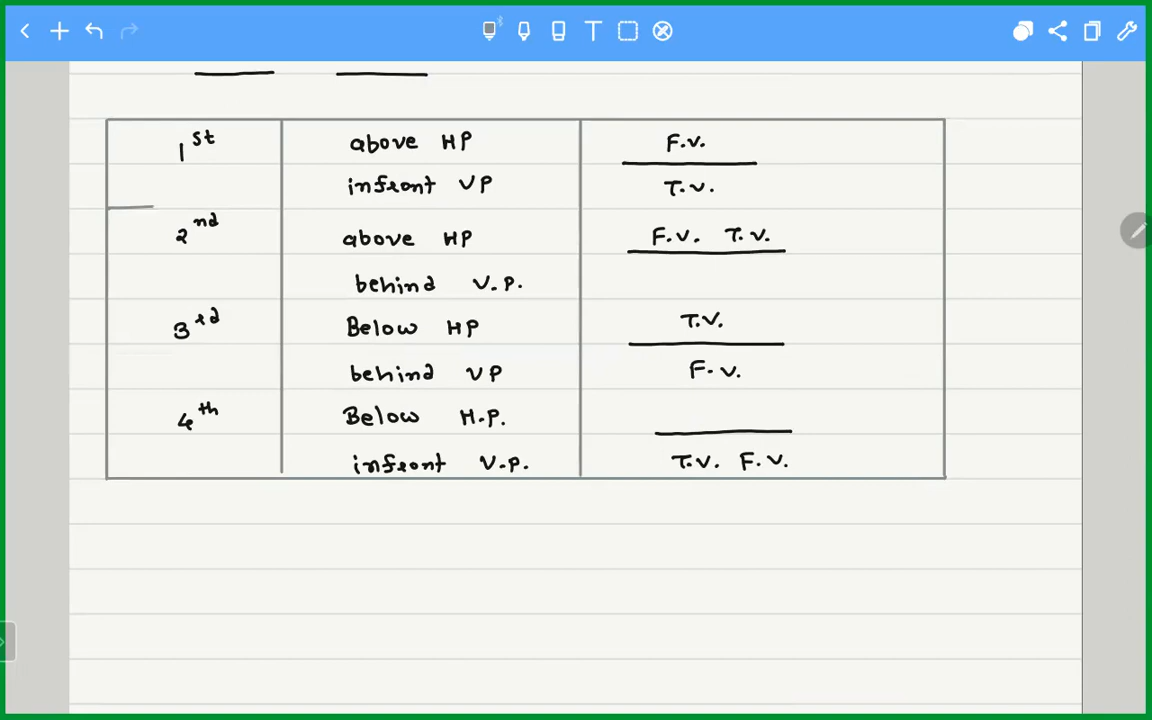 1st above HP F.V.
infront VP T.V.
2nd above HP F.V. T.V.
behind V.P.
3rd Below HP T.V.
behind VP F.V.
4th Below H.P.
infront V.P. T.V. F.V.